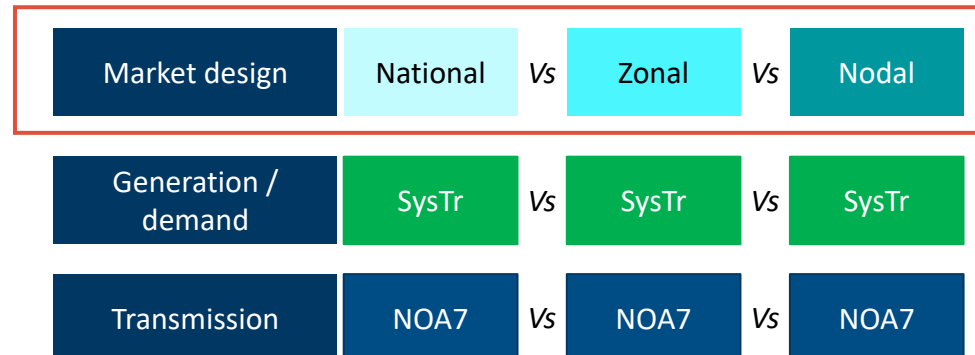 Market design National Vs Zonal Vs Nodal
Generation /
demand SysTr Vs SysTr Vs SysTr
Transmission NOA7 Vs NOA7 Vs NOA7